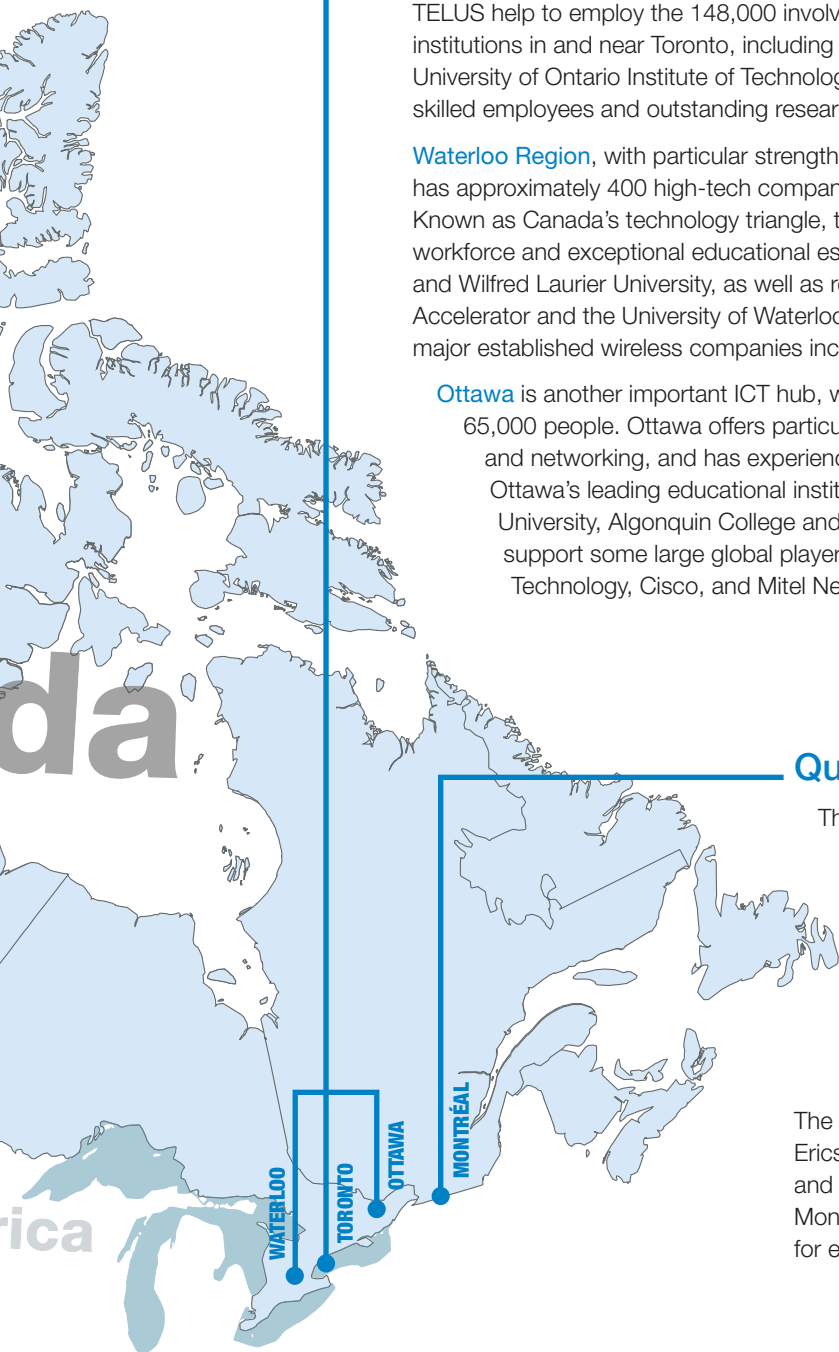 TELUS help to employ the 148,000 involv
institutions in and near Toronto, including
University of Ontario Institute of Technolog
skilled employees and outstanding resear
Waterloo Region, with particular strength
has approximately 400 high-tech compan
Known as Canada’s technology triangle, t
workforce and exceptional educational es
and Wilfred Laurier University, as well as r
Accelerator and the University of Waterloo
major established wireless companies inc
Ottawa is another important ICT hub, w
65,000 people. Ottawa offers particu
and networking, and has experienc
Ottawa’s leading educational instit
University, Algonquin College and
support some large global player
Technology, Cisco, and Mitel Ne
da
Qu
Th
The
Erics
and
Mon
for e
MONTRÉAL
OTTAWA
TORONTO
WATERLOO
rica